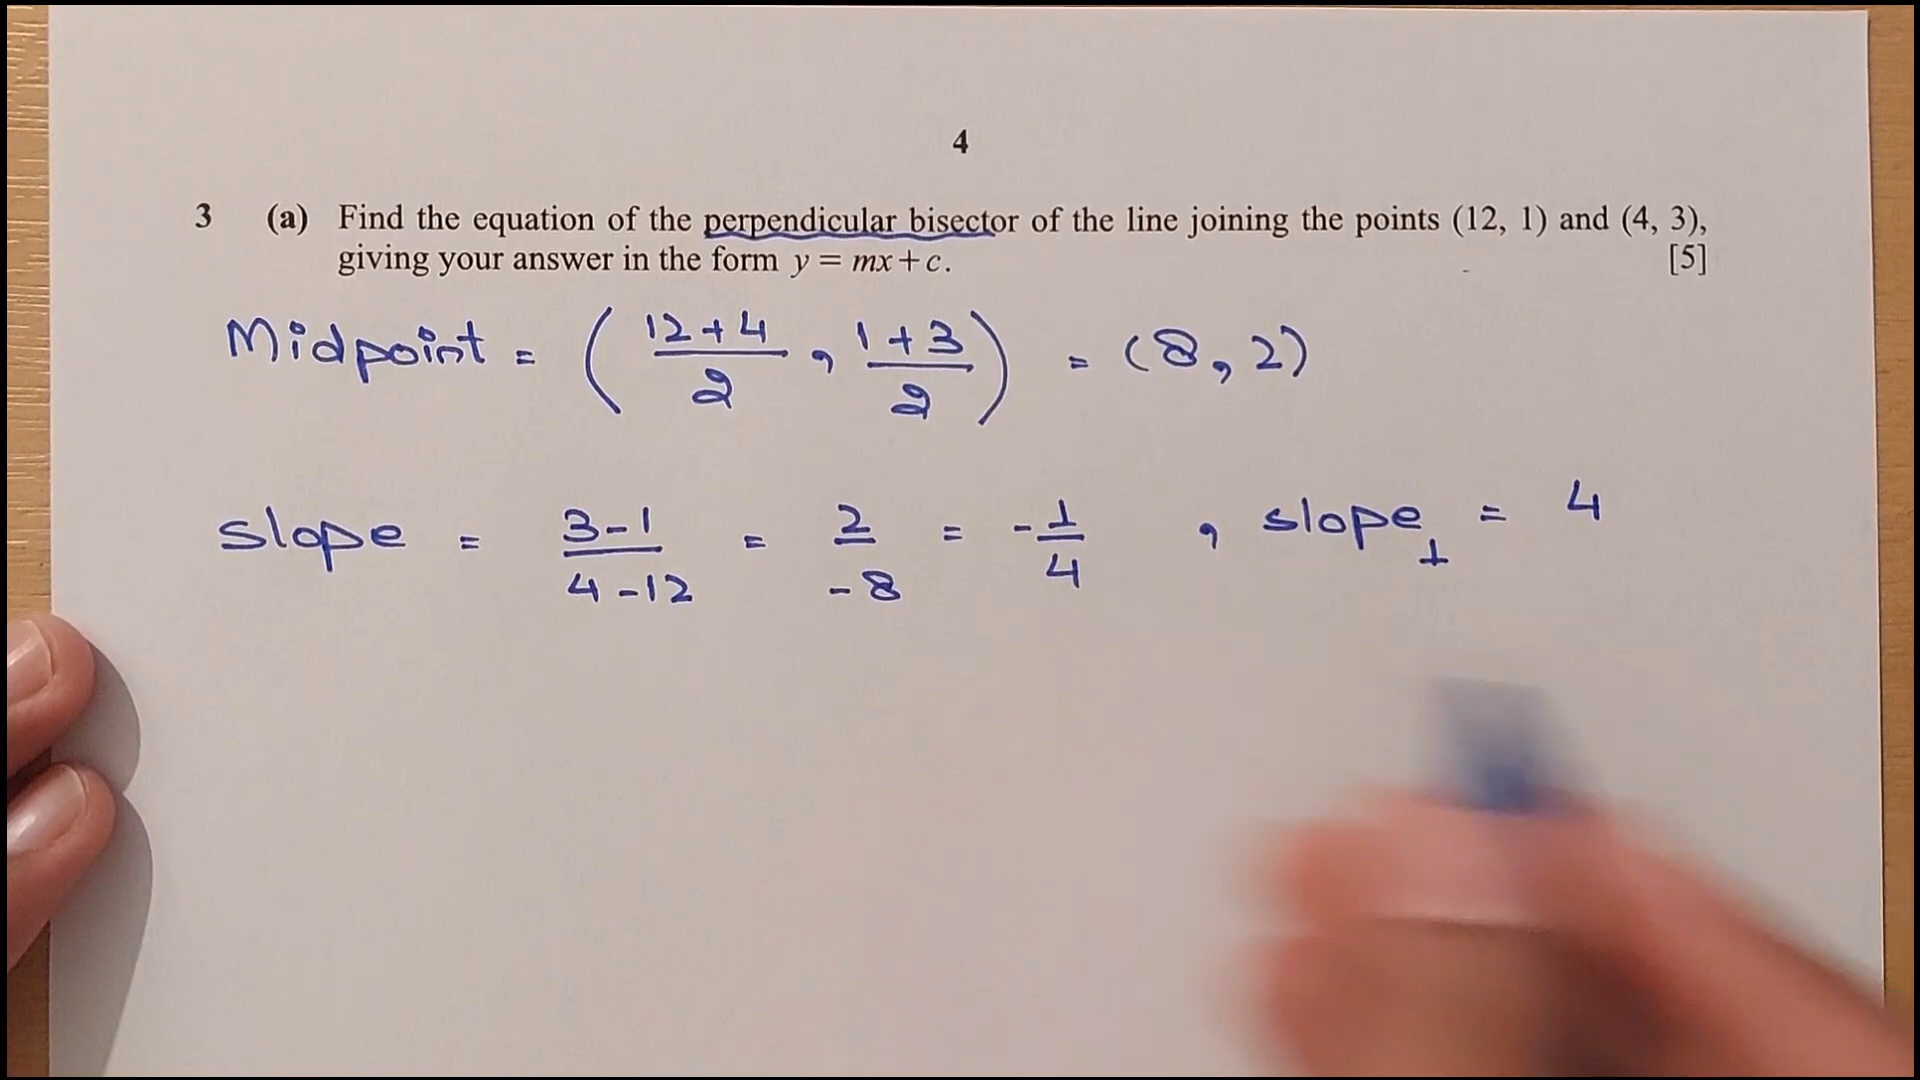 4
3 (a) Find the equation of the perpendicular bisector of the line joining the points (12, 1) and (4, 3),
giving your answer in the form y = mx + c. [5]
Midpoint = ( 12+4 / 2 , 1+3 / 2 ) = (8, 2)
Slope = 3-1 / 4-12 = 2 / -8 = - 1 / 4 , slope⊥ = 4